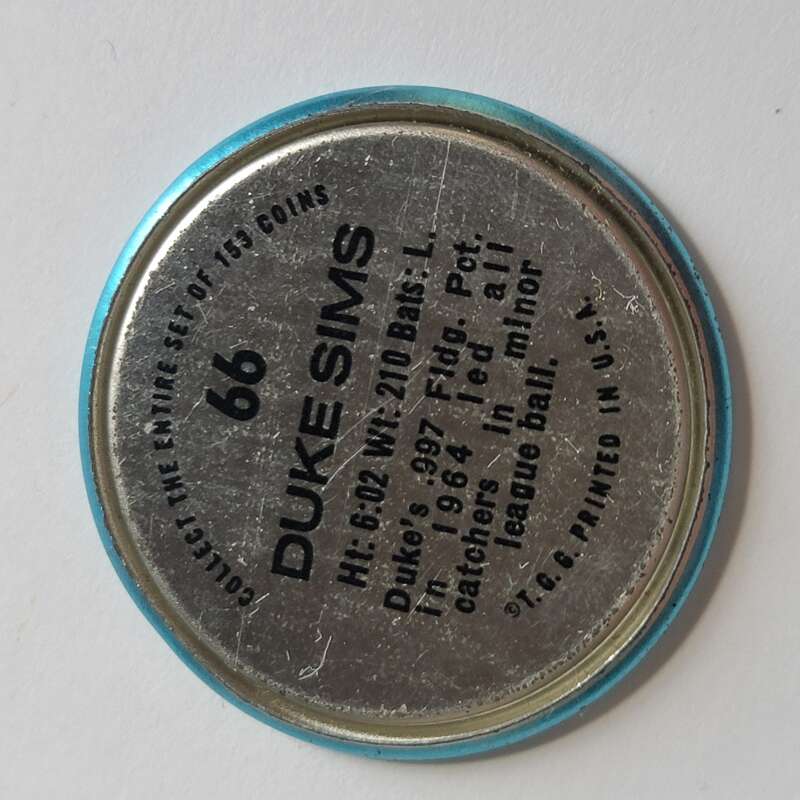 COLLECT THE ENTIRE SET OF 153 COINS
66
DUKE SIMS
Ht: 6:02 Wt: 210 Bats: L.
Duke's .997 Fldg. Pct.
in 1964 led all
catchers in minor
league ball.
©T.C.G. PRINTED IN U.S.A.